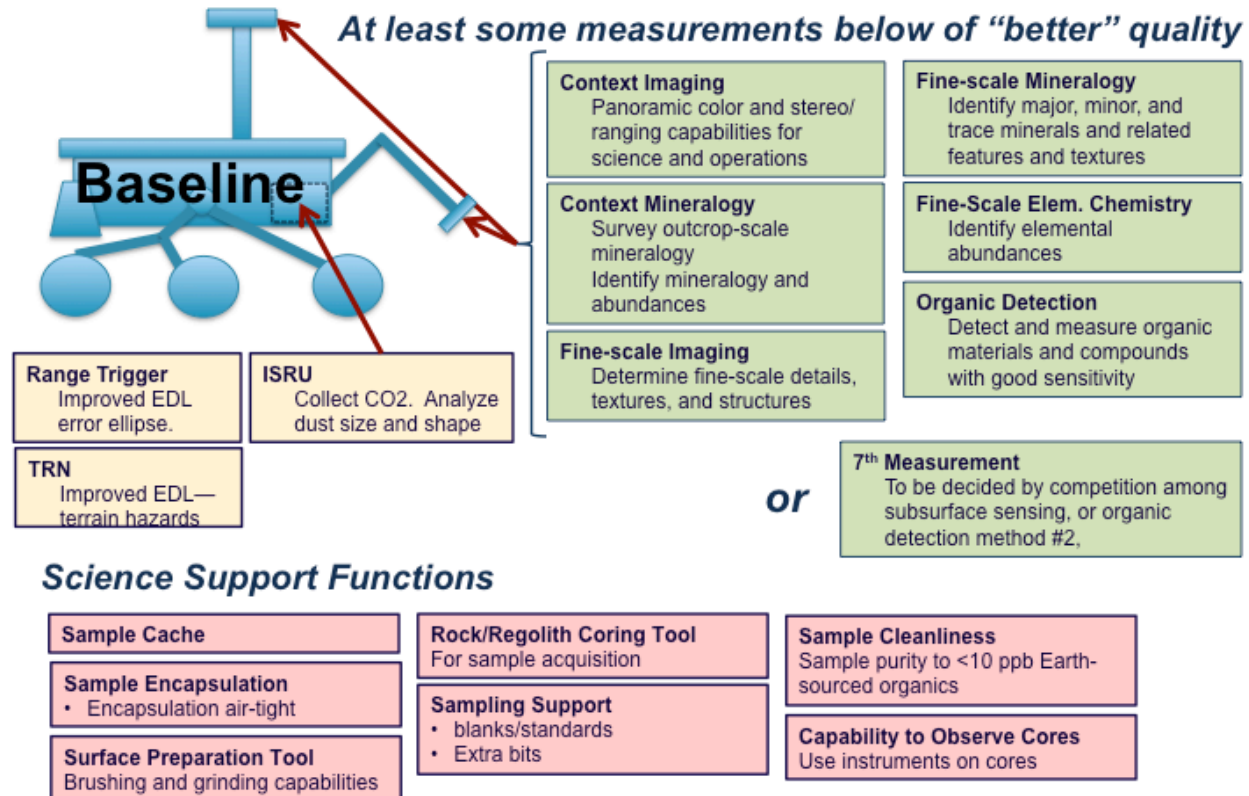 At least some measurements below of “better” quality
Baseline
Context Imaging
Panoramic color and stereo/
ranging capabilities for
science and operations
Context Mineralogy
Survey outcrop-scale
mineralogy
Identify mineralogy and
abundances
Fine-scale Imaging
Determine fine-scale details,
textures, and structures
Fine-scale Mineralogy
Identify major, minor, and
trace minerals and related
features and textures
Fine-Scale Elem. Chemistry
Identify elemental
abundances
Organic Detection
Detect and measure organic
materials and compounds
with good sensitivity
Range Trigger
Improved EDL
error ellipse.
ISRU
Collect CO2.  Analyze
dust size and shape
TRN
Improved EDL—
terrain hazards
or
7th Measurement
To be decided by competition among
subsurface sensing, or organic
detection method #2,
Science Support Functions
Sample Cache
Sample Encapsulation
• Encapsulation air-tight
Surface Preparation Tool
Brushing and grinding capabilities
Rock/Regolith Coring Tool
For sample acquisition
Sampling Support
• blanks/standards
• Extra bits
Sample Cleanliness
Sample purity to <10 ppb Earth-
sourced organics
Capability to Observe Cores
Use instruments on cores